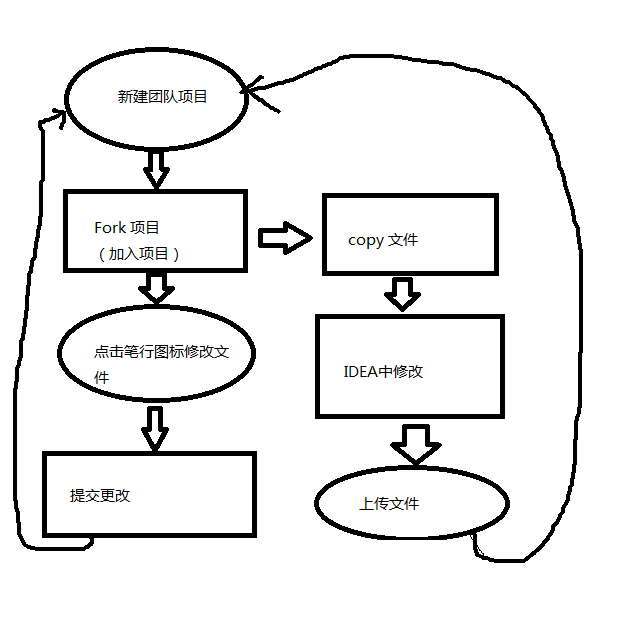 新建团队项目
Fork 项目
（加入项目）
copy 文件
点击笔行图标修改文
件
IDEA中修改
提交更改
上传文件